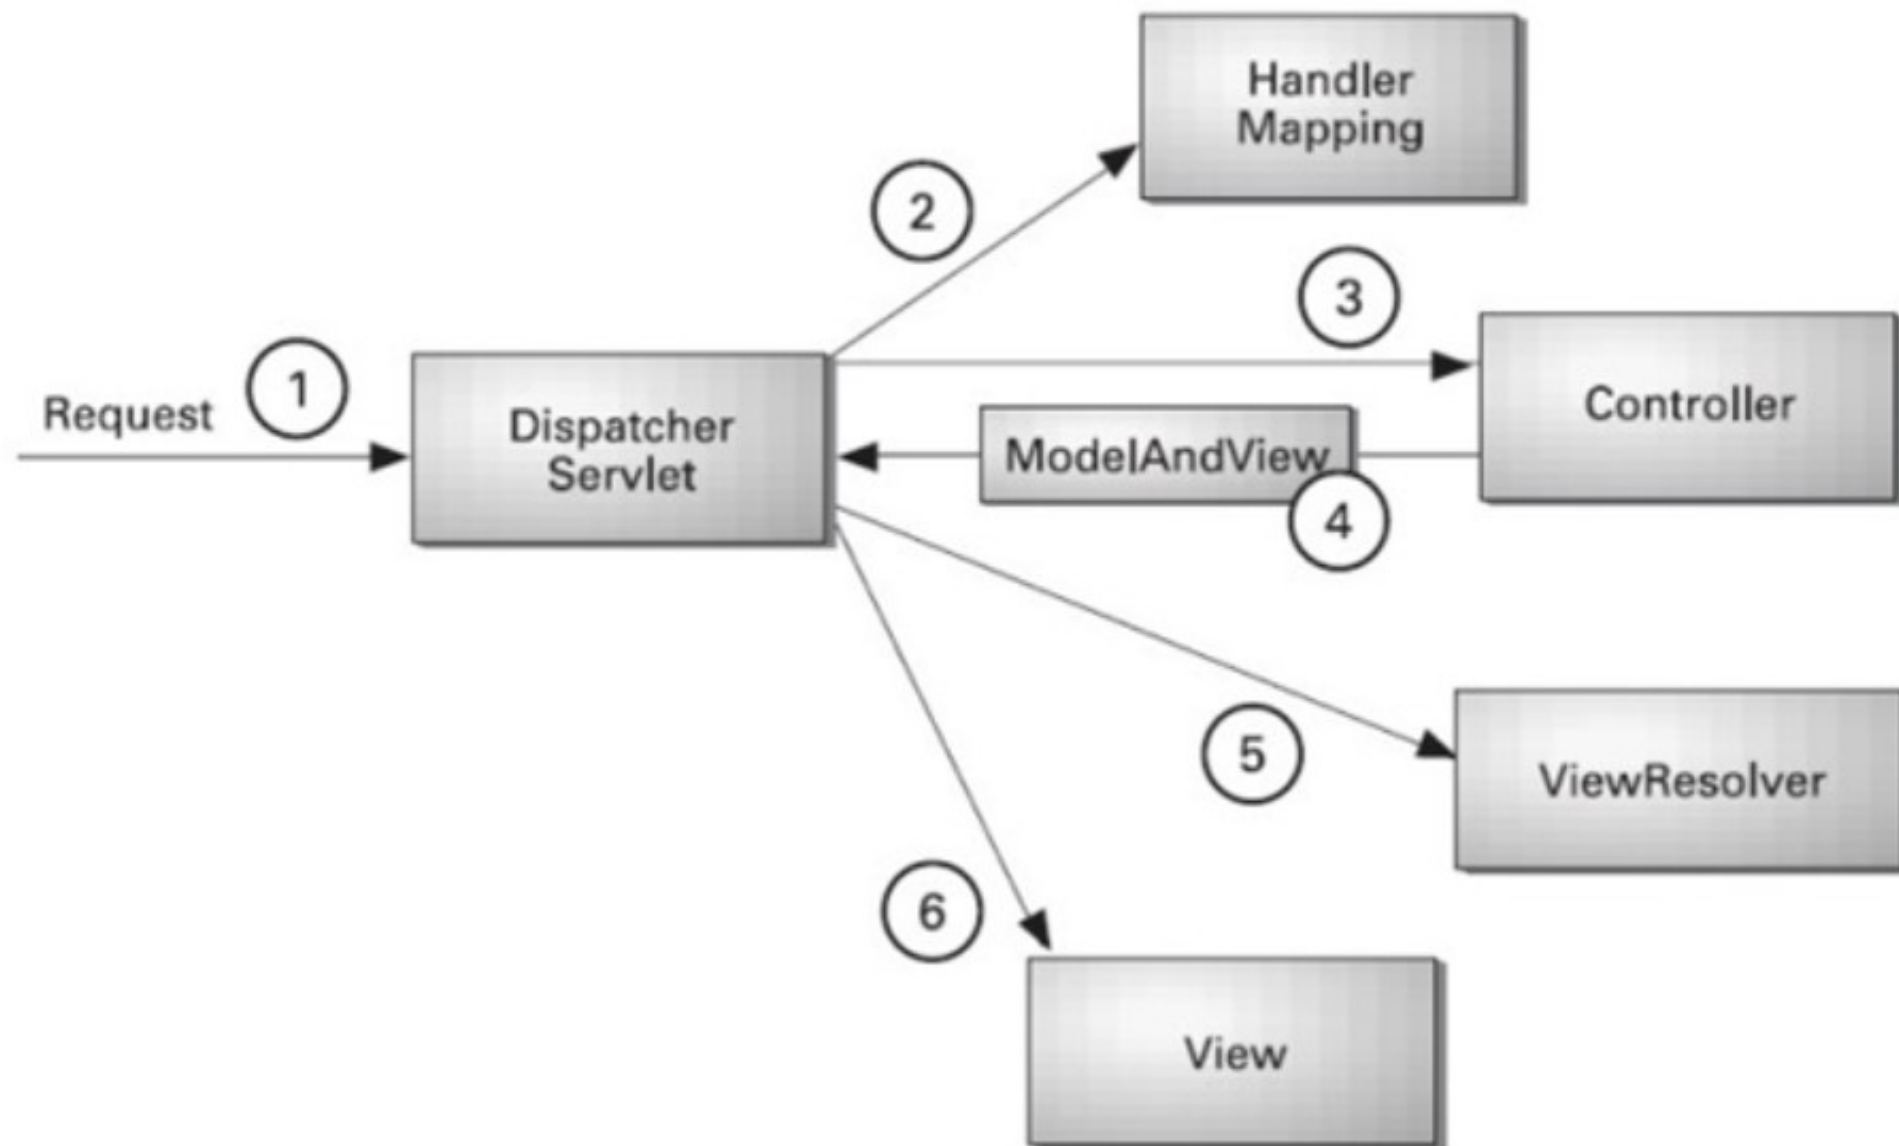 Handler
Mapping
2
3
1
Request
Dispatcher
Servlet
Controller
ModelAndView
4
5
ViewResolver
6
View